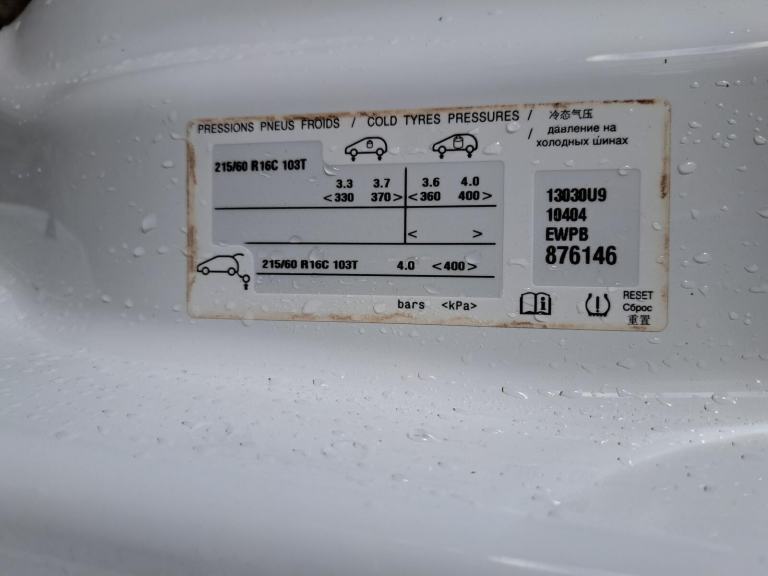 PRESSIONS PNEUS FROIDS / COLD TYRES PRESSURES / 冷态气压
/ давление на
холодных шинах
215/60 R16C 103T
3.3 3.7 3.6 4.0
<330 370> <360 400>
< >
215/60 R16C 103T 4.0 <400>
bars <kPa>
13030U9
10404
EWPB
876146
RESET
Сброс
重置